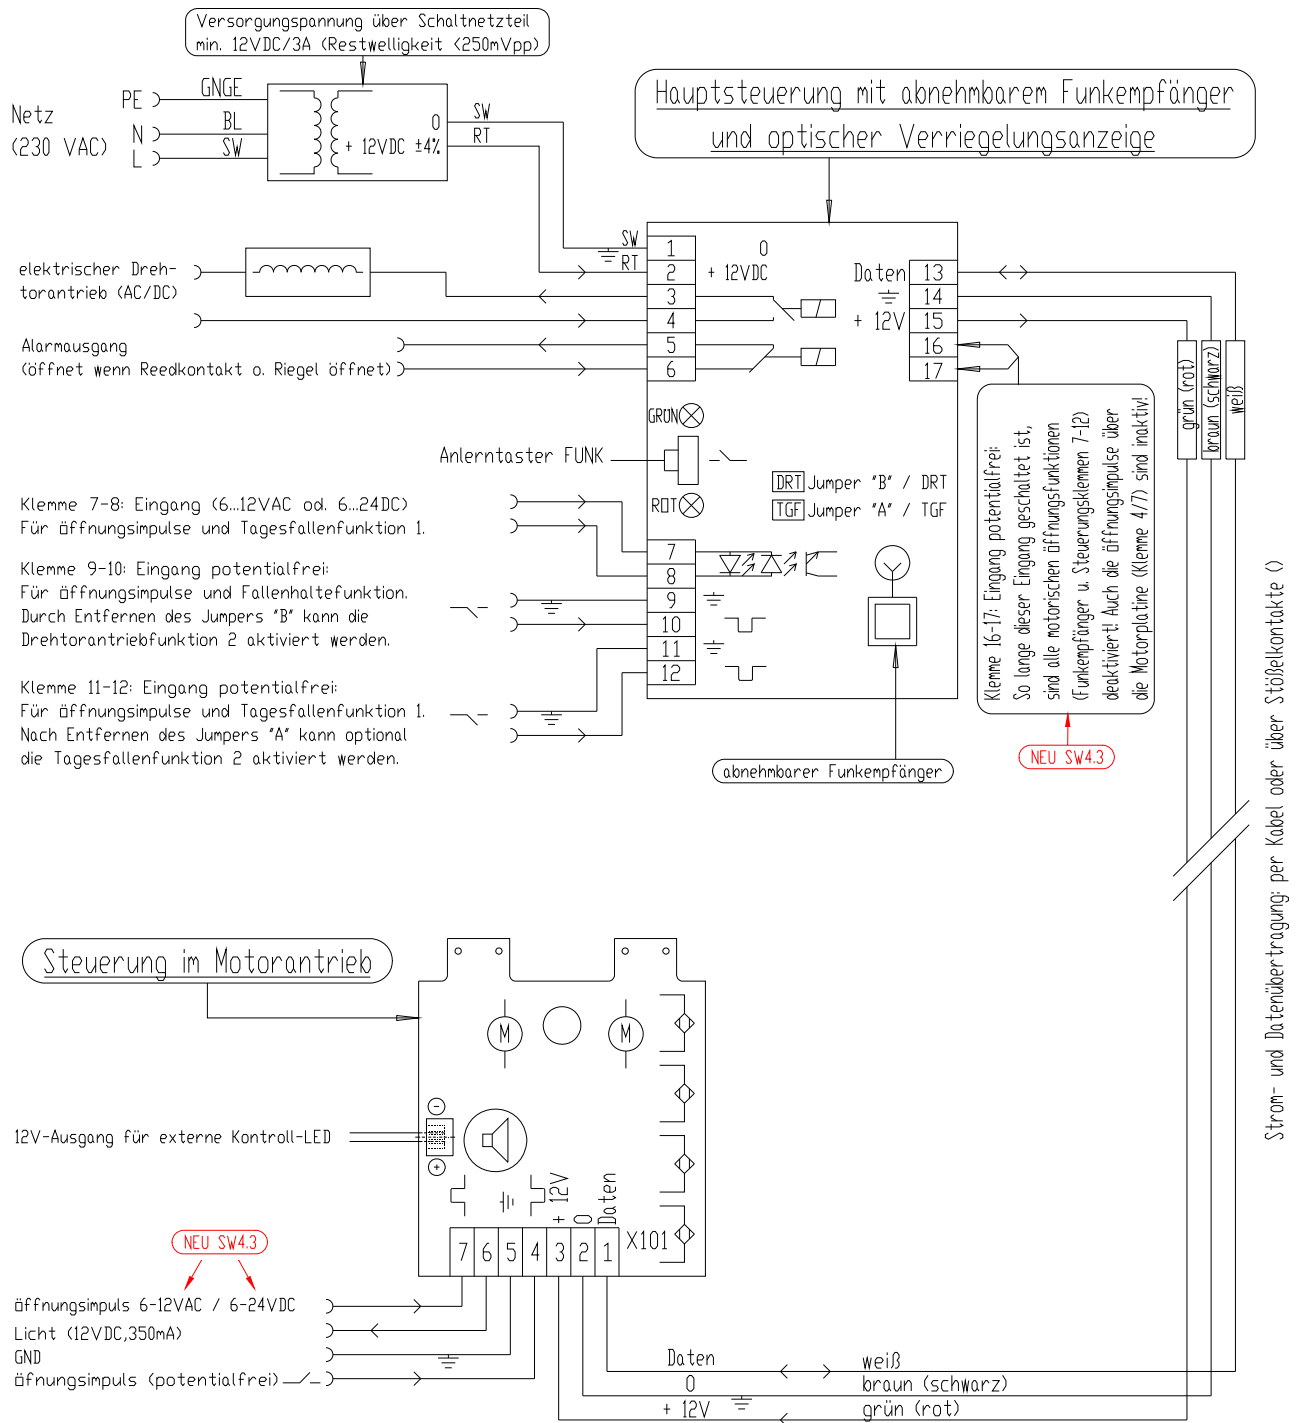 Versorgungspannung über Schaltnetzteil
min. 12VDC/3A (Restwelligkeit <250mVpp)
Netz
(230 VAC)
PE
N
L
GNGE
BL
SW
0
+ 12VDC ±4%
SW
RT
Hauptsteuerung mit abnehmbarem Funkempfänger
und optischer Verriegelungsanzeige
elektrischer Dreh-
torantrieb (AC/DC)
Alarmausgang
(öffnet wenn Reedkontakt o. Riegel öffnet)
SW
RT
1
2
3
4
5
6
0
+ 12VDC
Daten
+ 12V
13
14
15
16
17
GRÜN
Anlerntaster FUNK
ROT
DRT Jumper "B" / DRT
TGF Jumper "A" / TGF
Klemme 7-8: Eingang (6...12VAC od. 6...24DC)
Für Öffnungsimpulse und Tagesfallenfunktion 1.
Klemme 9-10: Eingang potentialfrei:
Für Öffnungsimpulse und Fallenhaltefunktion.
Durch Entfernen des Jumpers "B" kann die
Drehtorantriebfunktion 2 aktiviert werden.
Klemme 11-12: Eingang potentialfrei:
Für Öffnungsimpulse und Tagesfallenfunktion 1.
Nach Entfernen des Jumpers "A" kann optional
die Tagesfallenfunktion 2 aktiviert werden.
7
8
9
10
11
12
abnehmbarer Funkempfänger
Klemme 16-17: Eingang potentialfrei:
So lange dieser Eingang geschaltet ist,
sind alle motorischen Öffnungsfunktionen
(Funkempfänger u. Steuerungsklemmen 7-12)
deaktiviert! Auch die Öffnungsimpulse über
die Motorplatine (Klemme 4/7) sind inaktiv!
NEU SW4.3
grün (rot)
braun (schwarz)
weiß
Strom- und Datenübertragung: per Kabel oder über Stößelkontakte ()
Steuerung im Motorantrieb
M
M
12V-Ausgang für externe Kontroll-LED
-
+
+ 12V
0
Daten
X101
7
6
5
4
3
2
1
NEU SW4.3
Öffnungsimpuls 6-12VAC / 6-24VDC
Licht (12VDC,350mA)
GND
Öfnungsimpuls (potentialfrei)
Daten
0
+ 12V
weiß
braun (schwarz)
grün (rot)